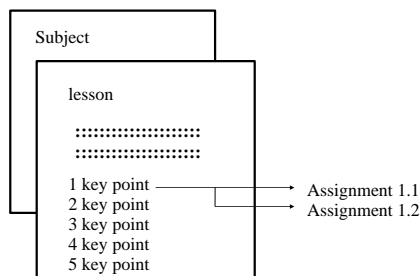 Subject
lesson
1 key point
2 key point
3 key point
4 key point
5 key point
Assignment 1.1
Assignment 1.2